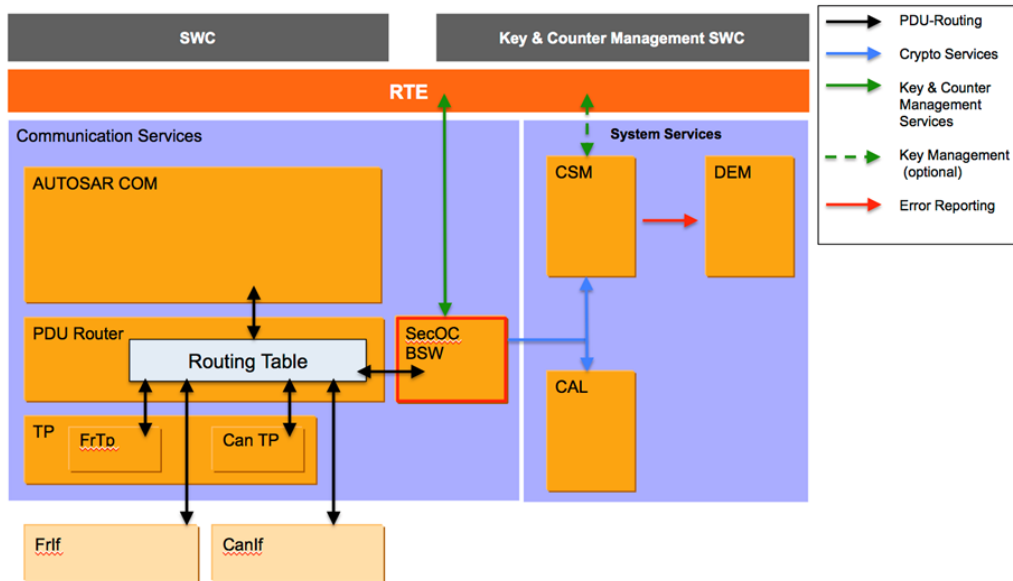 SWC
Key & Counter Management SWC
RTE
Communication Services
System Services
AUTOSAR COM
CSM
DEM
PDU Router
Routing Table
SecOC
BSW
CAL
TP
FrTp
Can TP
FrIf
CanIf
PDU-Routing
Crypto Services
Key & Counter
Management
Services
Key Management
(optional)
Error Reporting